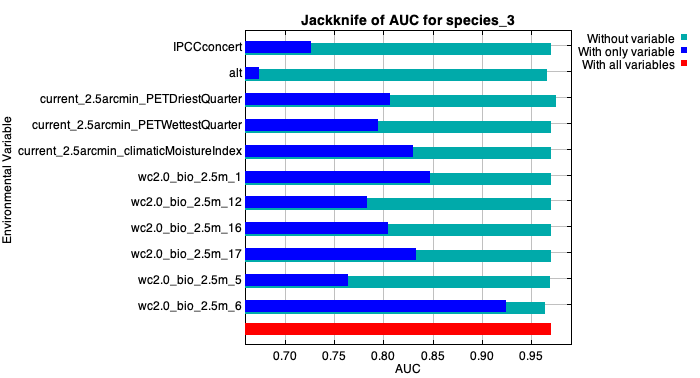 Jackknife of AUC for species_3
Without variable
With only variable
With all variables
Environmental Variable
IPCCconcert
alt
current_2.5arcmin_PETDriestQuarter
current_2.5arcmin_PETWettestQuarter
current_2.5arcmin_climaticMoistureIndex
wc2.0_bio_2.5m_1
wc2.0_bio_2.5m_12
wc2.0_bio_2.5m_16
wc2.0_bio_2.5m_17
wc2.0_bio_2.5m_5
wc2.0_bio_2.5m_6
0.70 0.75 0.80 0.85 0.90 0.95
AUC